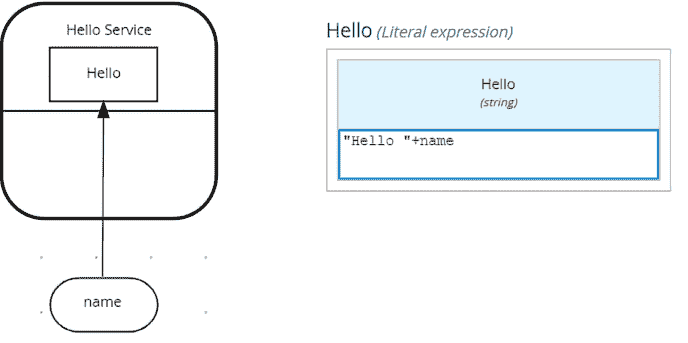 Hello Service
Hello
name
Hello (Literal expression)
Hello
(string)
"Hello "+name